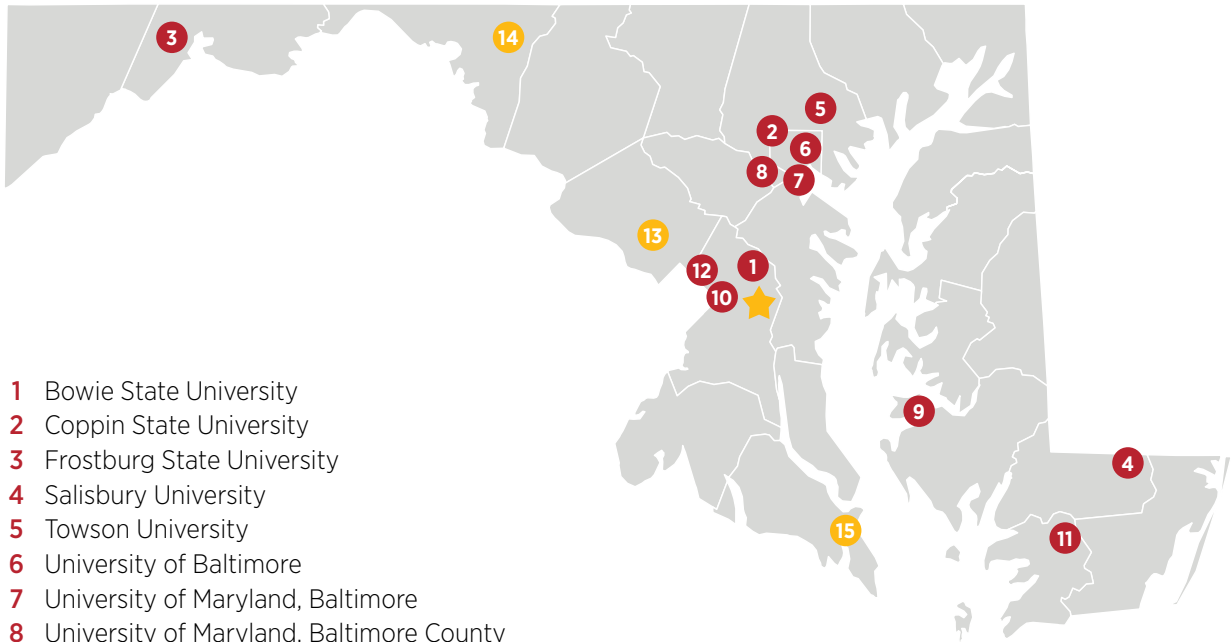 3
14
5
2
6
8
7
13
12
1
10
9
4
15
11
1 Bowie State University
2 Coppin State University
3 Frostburg State University
4 Salisbury University
5 Towson University
6 University of Baltimore
7 University of Maryland, Baltimore
8 University of Maryland, Baltimore County